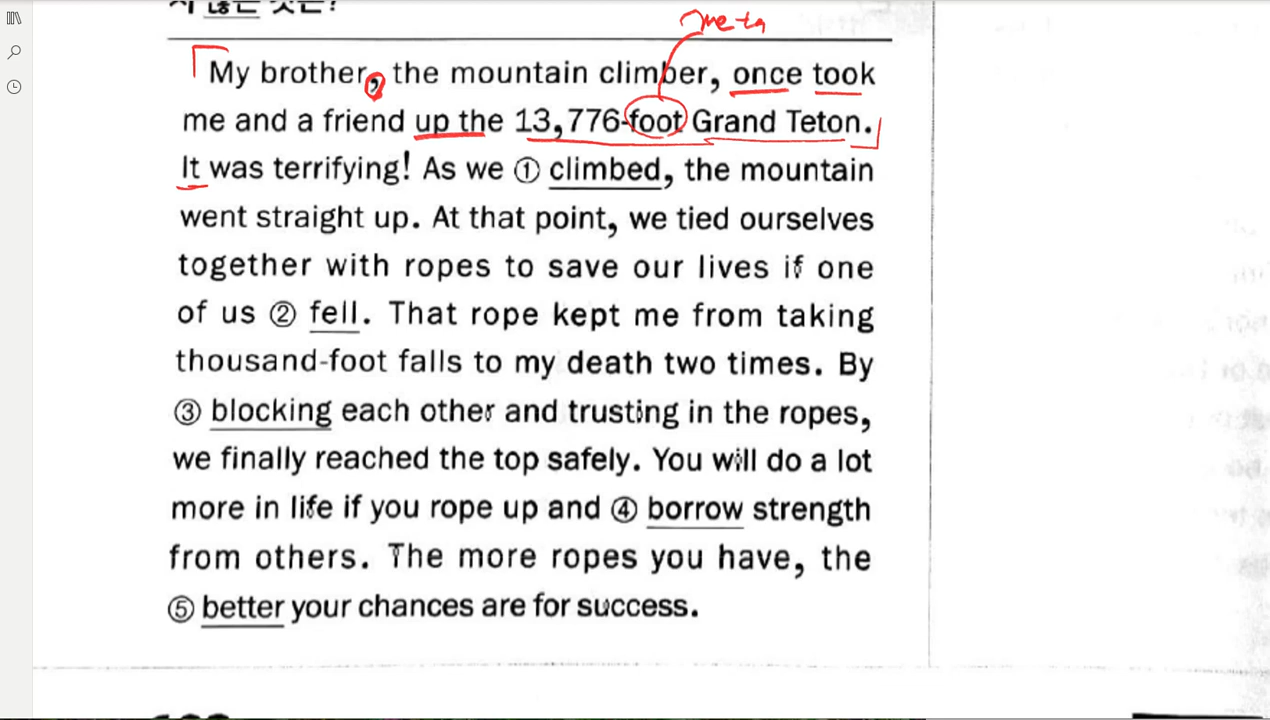 meta
My brother, the mountain climber, once took
me and a friend up the 13,776-foot Grand Teton.
It was terrifying! As we ① climbed, the mountain
went straight up. At that point, we tied ourselves
together with ropes to save our lives if one
of us ② fell. That rope kept me from taking
thousand-foot falls to my death two times. By
③ blocking each other and trusting in the ropes,
we finally reached the top safely. You will do a lot
more in life if you rope up and ④ borrow strength
from others. The more ropes you have, the
⑤ better your chances are for success.